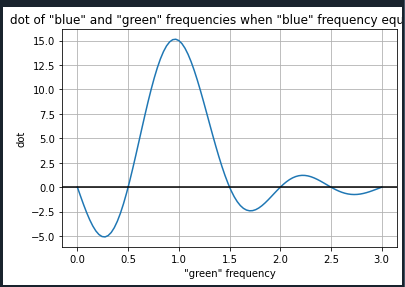 dot of "blue" and "green" frequencies when "blue" frequency equ
15.0
12.5
10.0
7.5
5.0
2.5
0.0
−2.5
−5.0
dot
0.0 0.5 1.0 1.5 2.0 2.5 3.0
"green" frequency